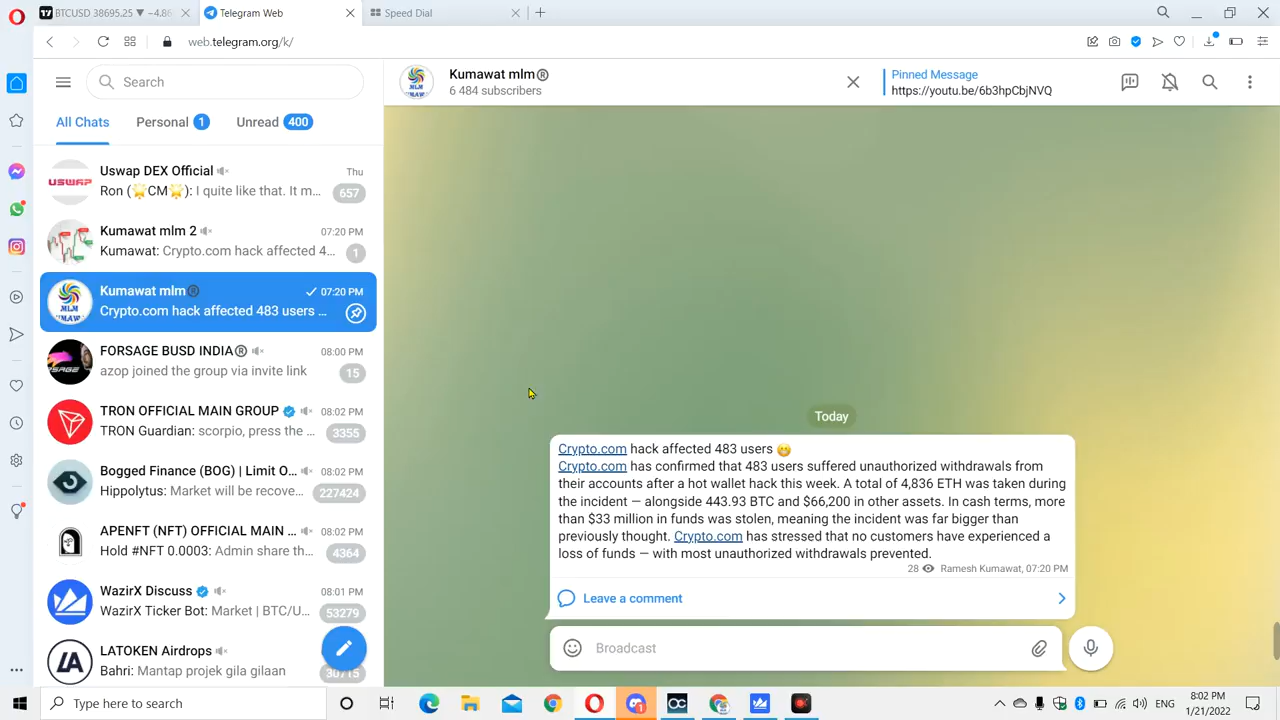 BTCUSD 38695.25 ▼ −4.86
Telegram Web
Speed Dial
web.telegram.org/k/
Search
All Chats
Personal 1
Unread 400
Uswap DEX Official
Thu
USWAP
Ron (🌟CM🌟): I quite like that. It m...
657
Kumawat mlm 2
07:20 PM
Kumawat: Crypto.com hack affected 4...
1
Kumawat mlm®
07:20 PM
MLM
Crypto.com hack affected 483 users ...
FORSAGE BUSD INDIA®
08:00 PM
azop joined the group via invite link
15
TRON OFFICIAL MAIN GROUP
08:02 PM
TRON Guardian: scorpio, press the ...
3355
Bogged Finance (BOG) | Limit O...
08:02 PM
Hippolytus: Market will be recove...
227424
APENFT (NFT) OFFICIAL MAIN ...
08:02 PM
Hold #NFT 0.0003: Admin share th...
4364
WazirX Discuss
08:01 PM
WazirX Ticker Bot: Market | BTC/U...
53279
LATOKEN Airdrops
08:02 PM
LA
Bahri: Mantap projek gila gilaan
30715
Kumawat mlm®
6 484 subscribers
Pinned Message
https://youtu.be/6b3hpCbjNVQ
Today
Crypto.com hack affected 483 users 🤭
Crypto.com has confirmed that 483 users suffered unauthorized withdrawals from
their accounts after a hot wallet hack this week. A total of 4,836 ETH was taken during
the incident — alongside 443.93 BTC and $66,200 in other assets. In cash terms, more
than $33 million in funds was stolen, meaning the incident was far bigger than
previously thought. Crypto.com has stressed that no customers have experienced a
loss of funds — with most unauthorized withdrawals prevented.
28 Ramesh Kumawat, 07:20 PM
Leave a comment
Broadcast
Type here to search
ENG
8:02 PM
1/21/2022